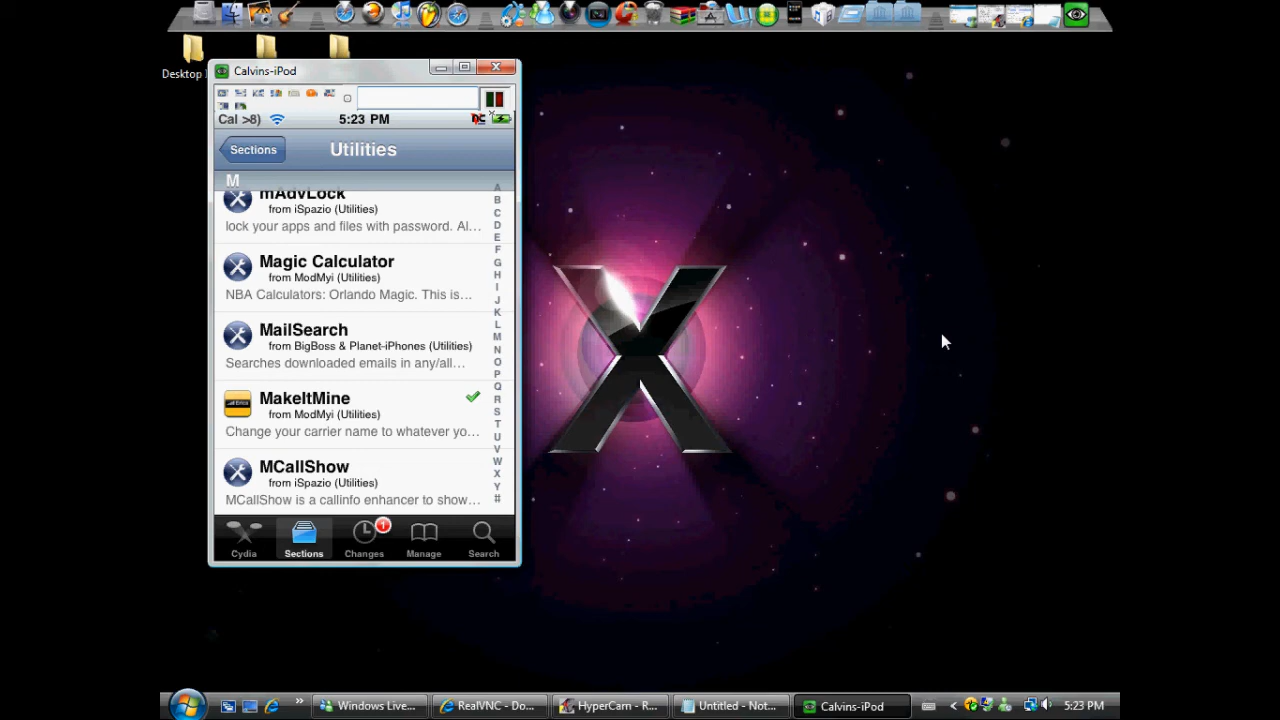 Desktop
Calvins-iPod
Cal >8)
5:23 PM
Sections
Utilities
M
mAdvLock
from iSpazio (Utilities)
lock your apps and files with password. Al...
Magic Calculator
from ModMyi (Utilities)
NBA Calculators: Orlando Magic. This is...
MailSearch
from BigBoss & Planet-iPhones (Utilities)
Searches downloaded emails in any/all...
MakeItMine
from ModMyi (Utilities)
Change your carrier name to whatever yo...
MCallShow
from iSpazio (Utilities)
MCallShow is a callinfo enhancer to show...
A
B
C
D
E
F
G
H
I
J
K
L
M
N
O
P
Q
R
S
T
U
V
W
X
Y
#
1
Cydia
Sections
Changes
Manage
Search
X
Windows Live...
RealVNC - Do...
HyperCam - R...
Untitled - Not...
Calvins-iPod
5:23 PM